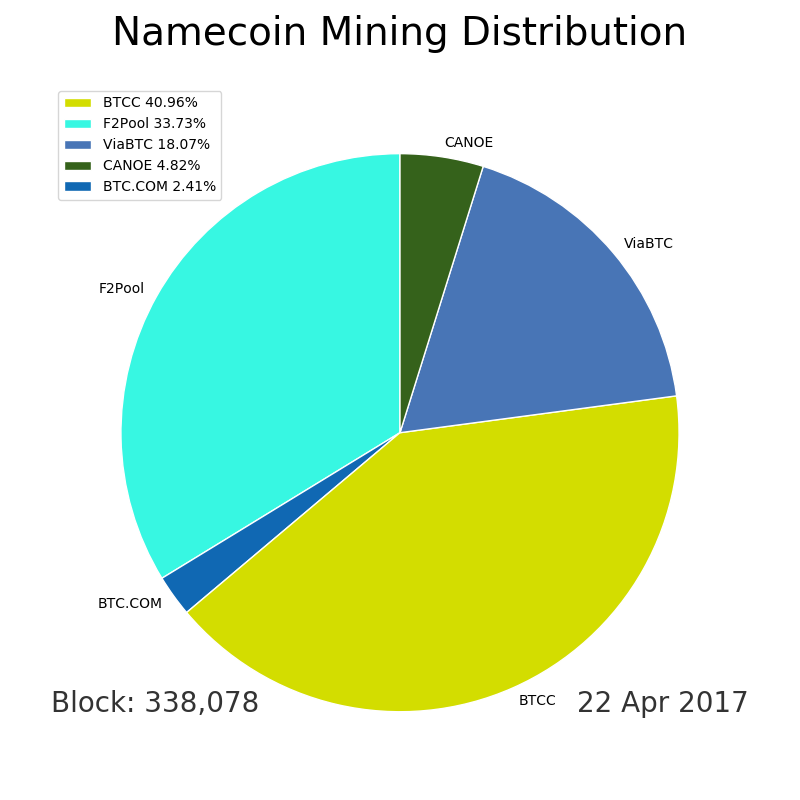 Namecoin Mining Distribution
BTCC 40.96%
F2Pool 33.73%
ViaBTC 18.07%
CANOE 4.82%
BTC.COM 2.41%
CANOE
ViaBTC
F2Pool
BTC.COM
BTCC
Block: 338,078
22 Apr 2017